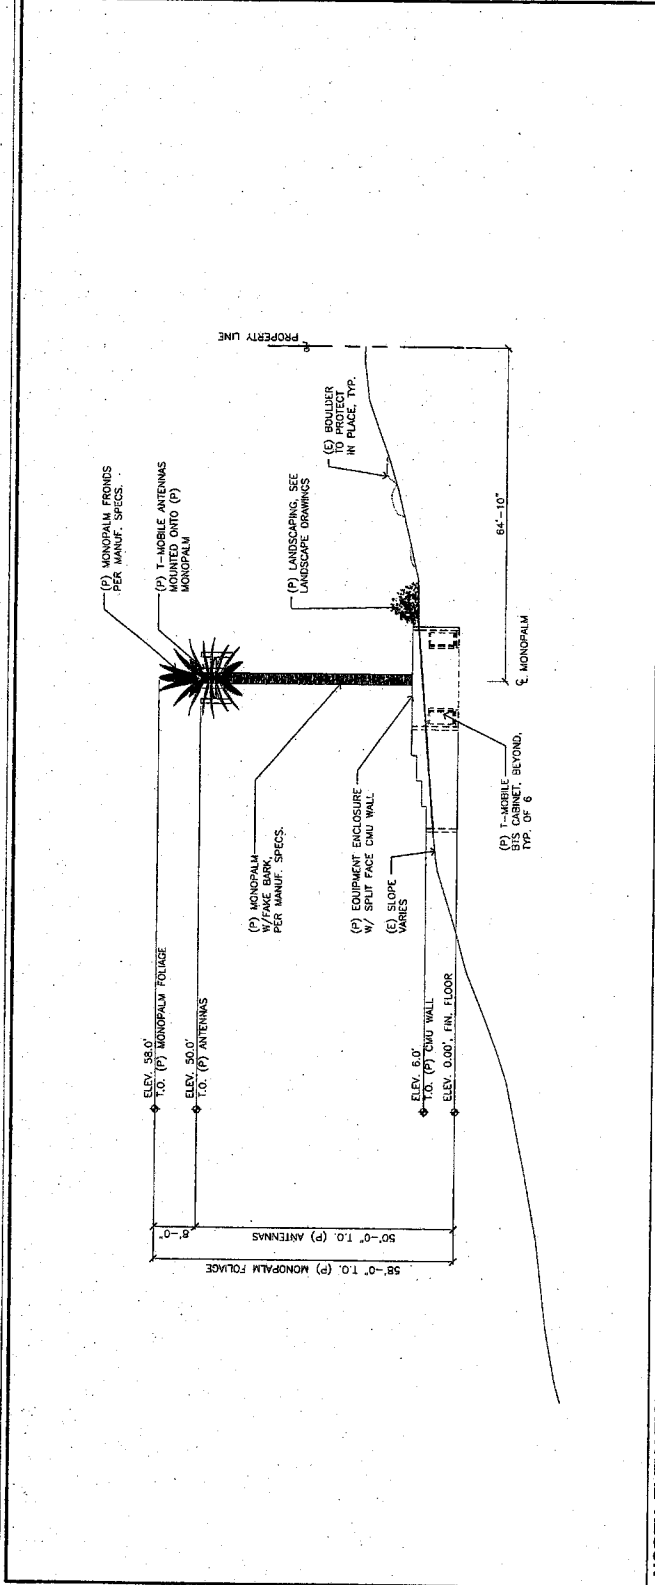 (P) MONOPALM FRONDS
PER MANUF. SPECS.
(P) T-MOBILE ANTENNAS
MOUNTED ONTO (P)
MONOPALM
(P) LANDSCAPING, SEE
LANDSCAPE DRAWINGS
(E) BOULDER
TO PROTECT
IN PLACE, TYP.
PROPERTY LINE
64'-10"
℄ MONOPALM
(P) MONOPALM
W/FAKE BARK,
PER MANUF. SPECS.
(P) EQUIPMENT ENCLOSURE
W/ SPLIT FACE CMU WALL
(E) SLOPE
VARIES
(P) T-MOBILE
BTS CABINET, BEYOND,
TYP. OF 6
ELEV. 58.0'
T.O. (P) MONOPALM FOLIAGE
ELEV. 50.0'
T.O. (P) ANTENNAS
ELEV. 6.0'
T.O. (P) CMU WALL
ELEV. 0.00', FIN. FLOOR
8'-0"
50'-0" T.O. (P) ANTENNAS
58'-0" T.O. (P) MONOPALM FOLIAGE